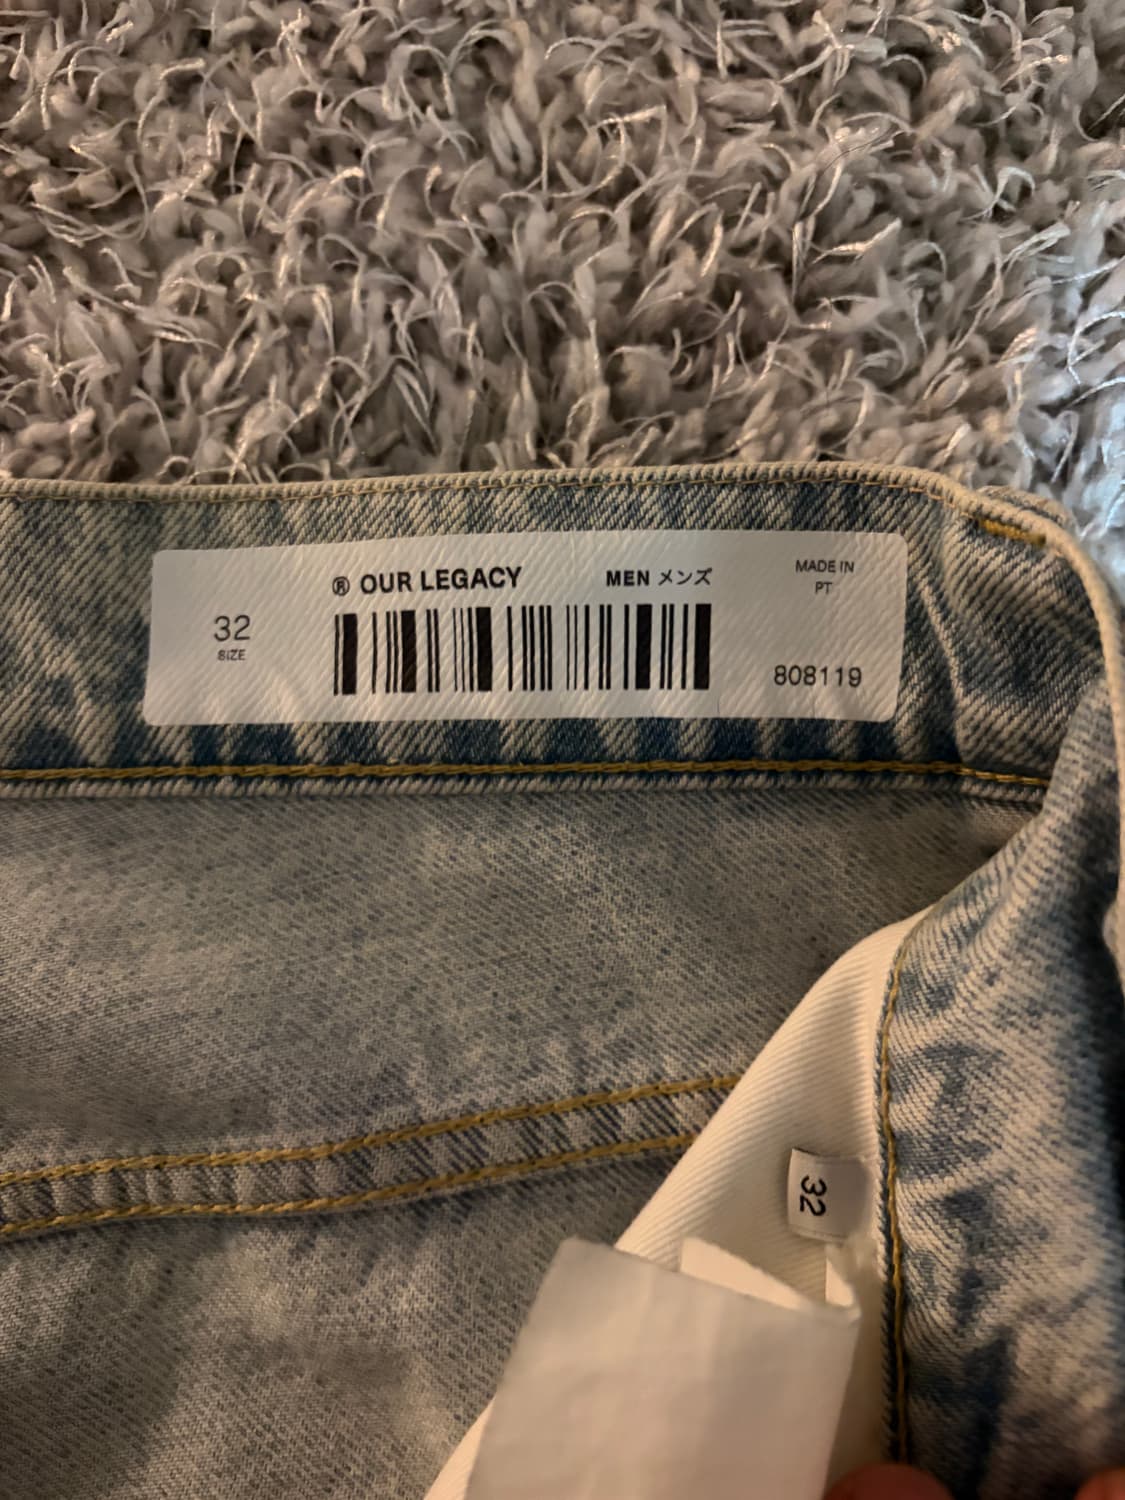 ® OUR LEGACY
MEN メンズ
MADE IN
PT
32
SIZE
808119
32